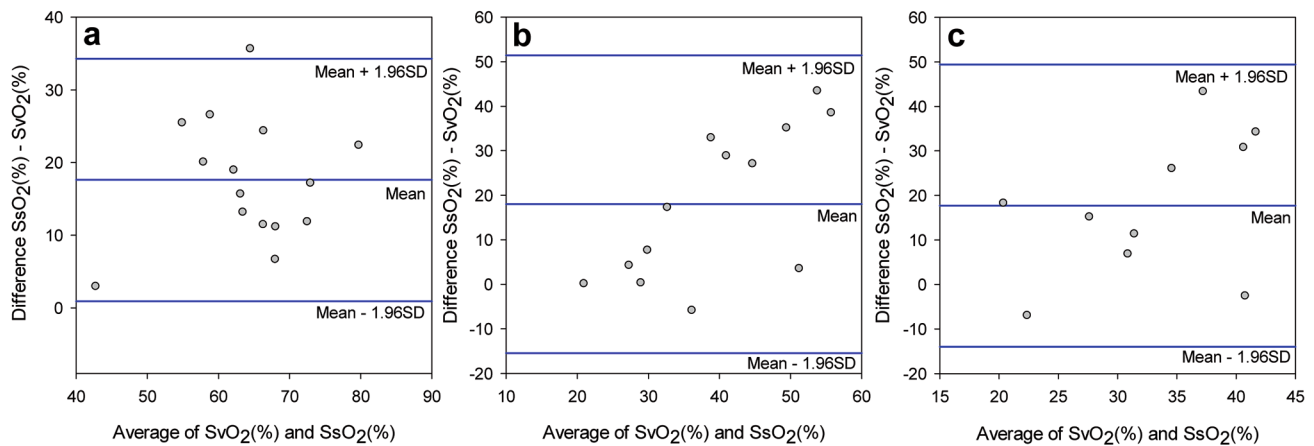 a
Difference SsO2(%) - SvO2(%)
40
30
20
10
0
Mean + 1.96SD
Mean
Mean - 1.96SD
40 50 60 70 80 90
Average of SvO2(%) and SsO2(%)
b
Difference SsO2(%) - SvO2(%)
60
50
40
30
20
10
0
-10
-20
Mean + 1.96SD
Mean
Mean - 1.96SD
10 20 30 40 50 60
Average of SvO2(%) and SsO2(%)
c
Difference SsO2(%) - SvO2(%)
60
50
40
30
20
10
0
-10
-20
Mean + 1.96SD
Mean
Mean - 1.96SD
15 20 25 30 35 40 45
Average of SvO2(%) and SsO2(%)